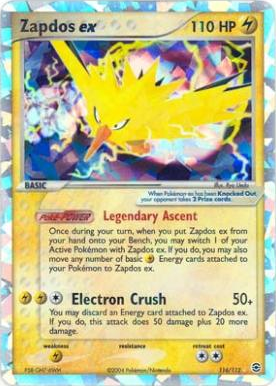 Zapdos ex 110 HP
BASIC
When Pokémon-ex has been Knocked Out,
your opponent takes 2 Prize cards.
Poké-POWER Legendary Ascent
Once during your turn, when you put Zapdos ex from
your hand onto your Bench, you may switch 1 of your
Active Pokémon with Zapdos ex. If you do, you may also
move any number of basic Energy cards attached to
your Pokémon to Zapdos ex.
Electron Crush 50+
You may discard an Energy card attached to Zapdos
ex. If you do, this attack does 50 damage plus 20 more
damage.
weakness resistance retreat cost
©2004 Pokémon/Nintendo
116/112